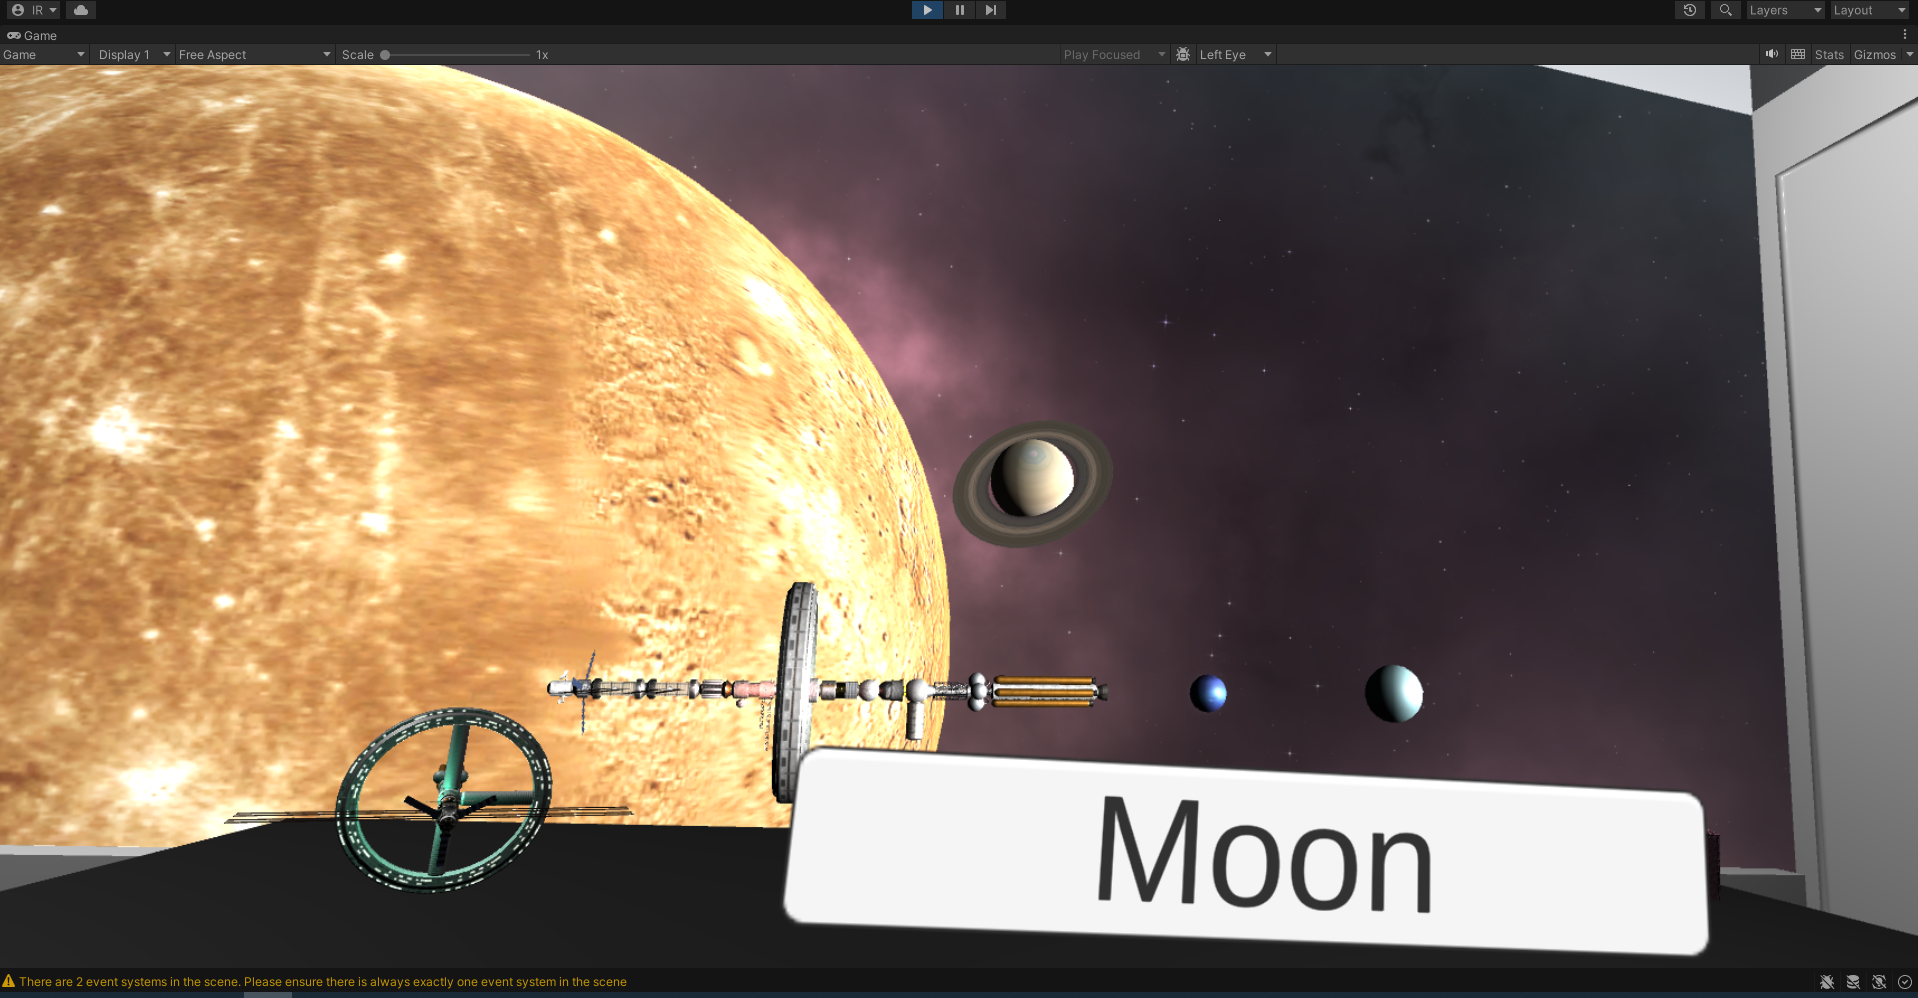 IR
Layers
Layout
Game
Game
Display 1
Free Aspect
Scale
1x
Play Focused
Left Eye
Stats
Gizmos
Moon
There are 2 event systems in the scene. Please ensure there is always exactly one event system in the scene